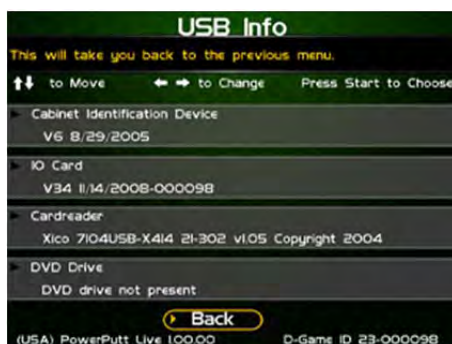 USB Info
This will take you back to the previous menu.
to Move to Change Press Start to Choose
Cabinet Identification Device
V6 8/29/2005
IO Card
V34 11/14/2008-000098
Cardreader
Xico 7104USB-X414 21-302 v1.05 Copyright 2004
DVD Drive
DVD drive not present
Back
(USA) PowerPutt Live 1.00.00 D-Game ID 23-000098